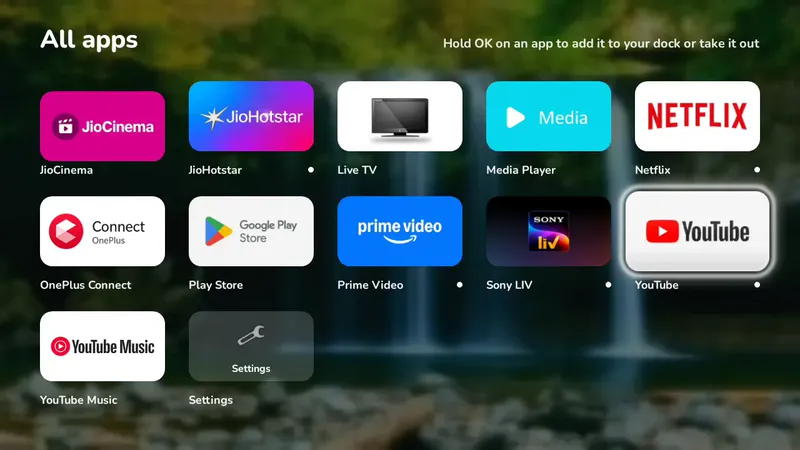 All apps
Hold OK on an app to add it to your dock or take it out
JioCinema
JioHotstar
Media
NETFLIX
JioCinema
JioHotstar
Live TV
Media Player
Netflix
Connect
OnePlus
Google Play
Store
prime video
SONY
liv
YouTube
OnePlus Connect
Play Store
Prime Video
Sony LIV
YouTube
YouTube Music
Settings
YouTube Music
Settings